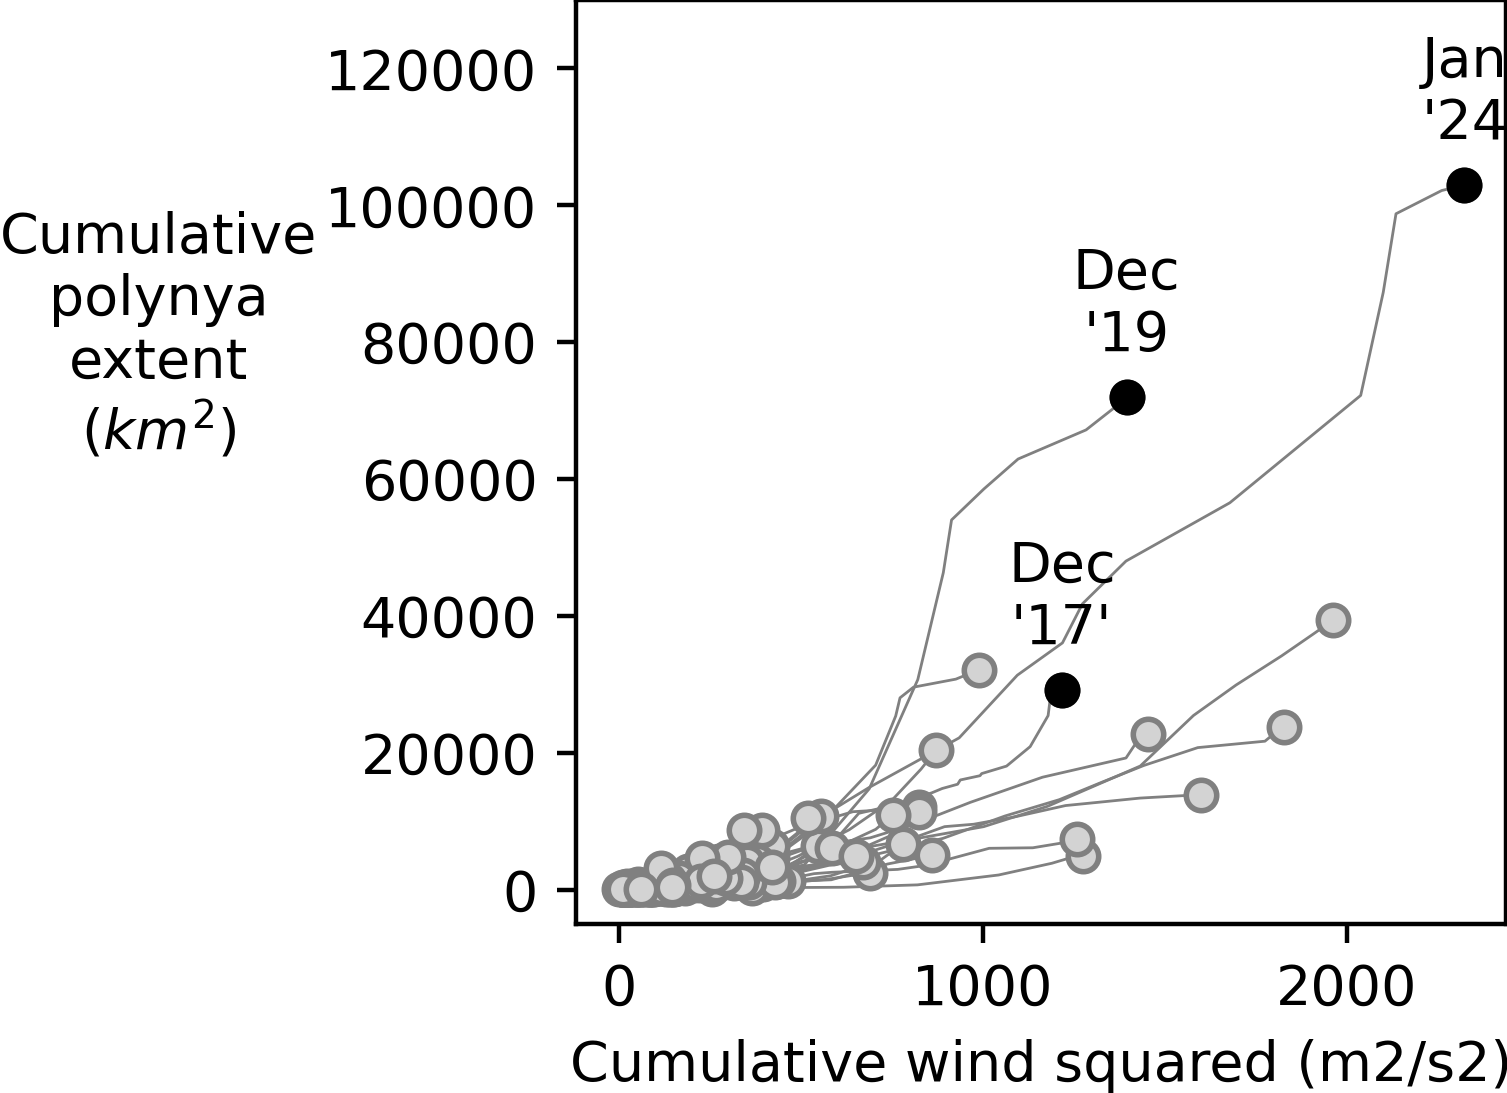 120000
100000
80000
60000
40000
20000
0
Cumulative
polynya
extent
(km²)
Jan
'24
Dec
'19
Dec
'17'
0
1000
2000
Cumulative wind squared (m2/s2)